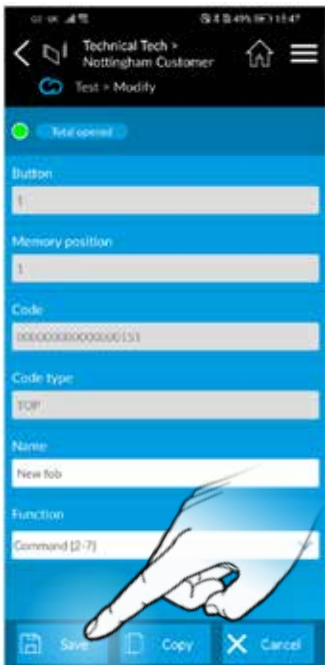 Technical Tech >
Nottingham Customer
Test > Modify
Total opened
Button
1
Memory position
1
Code
Code type
TOP
Name
New fob
Function
Command [2-7]
Save
Copy
Cancel